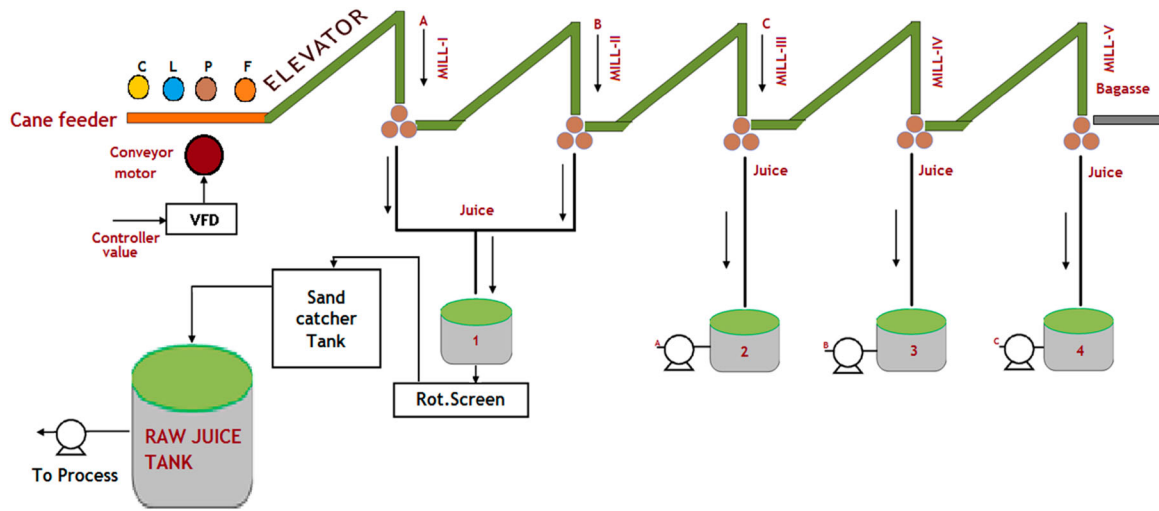 A
B
C
MILL-I
MILL-II
MILL-III
MILL-IV
MILL-V
ELEVATOR
C L P F
Bagasse
Cane feeder
Conveyor
motor
Juice
Juice
Juice
Juice
VFD
Controller
value
Sand
catcher
Tank
1
2
3
4
A
B
C
Rot.Screen
RAW JUICE
TANK
To Process